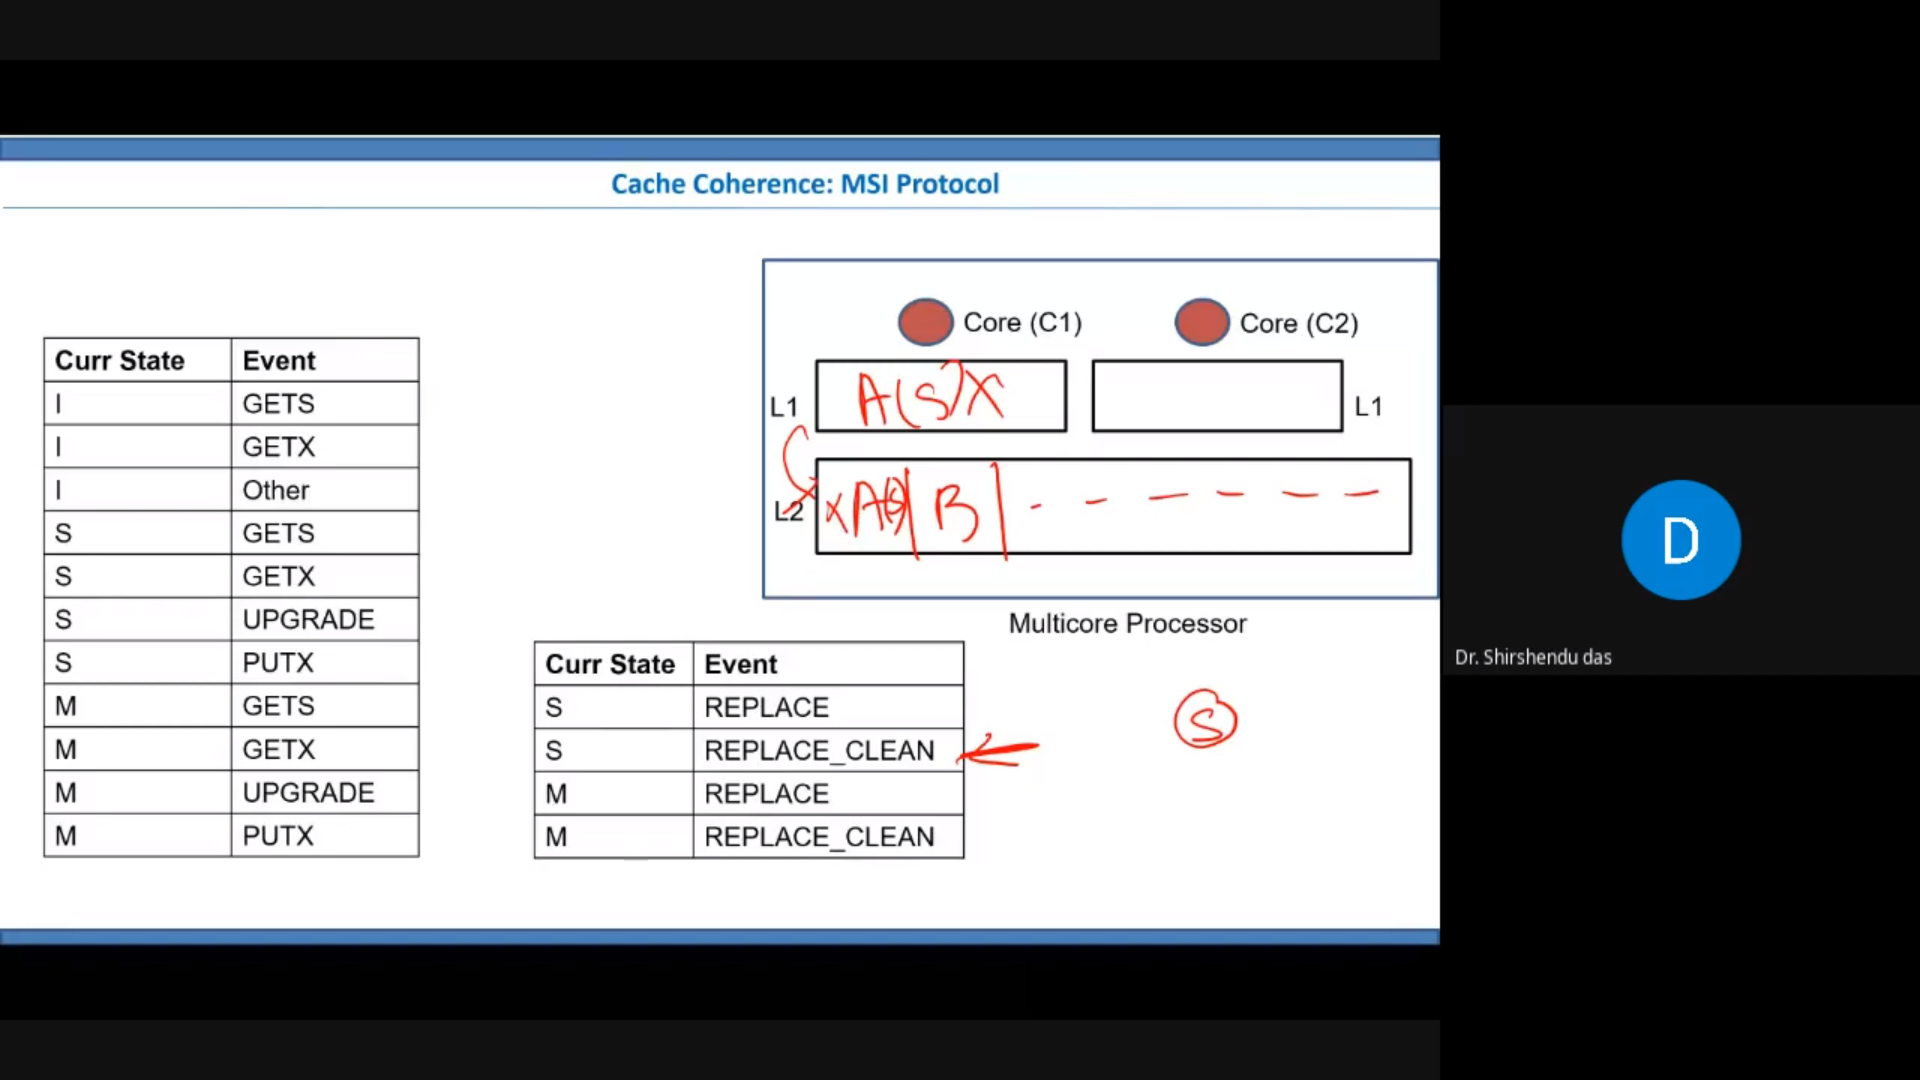 Cache Coherence: MSI Protocol
Core (C1) Core (C2)
L1 A(S) X L1
L2 X A(S) | B | - - - - - -
Multicore Processor
Curr State Event
I GETS
I GETX
I Other
S GETS
S GETX
S UPGRADE
S PUTX
M GETS
M GETX
M UPGRADE
M PUTX
Curr State Event
S REPLACE
S REPLACE_CLEAN
M REPLACE
M REPLACE_CLEAN
S
D
Dr. Shirshendu das